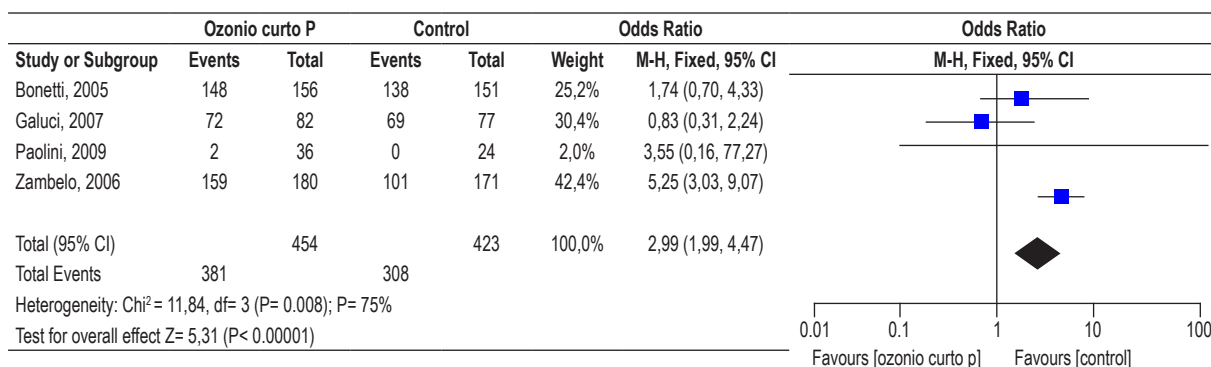 Ozonio curto P Control Odds Ratio Odds Ratio
Study or Subgroup Events Total Events Total Weight M-H, Fixed, 95% CI M-H, Fixed, 95% CI
Bonetti, 2005 148 156 138 151 25,2% 1,74 (0,70, 4,33)
Galuci, 2007 72 82 69 77 30,4% 0,83 (0,31, 2,24)
Paolini, 2009 2 36 0 24 2,0% 3,55 (0,16, 77,27)
Zambelo, 2006 159 180 101 171 42,4% 5,25 (3,03, 9,07)
Total (95% CI) 454 423 100,0% 2,99 (1,99, 4,47)
Total Events 381 308
Heterogeneity: Chi² = 11,84, df= 3 (P= 0.008); P= 75%
Test for overall effect Z= 5,31 (P< 0.00001)
0.01 0.1 1 10 100
Favours [ozonio curto p] Favours [control]